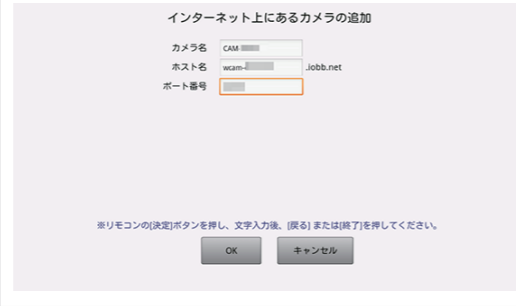 インターネット上にあるカメラの追加
カメラ名 CAM-
ホスト名 wcam- .iobb.net
ポート番号
※リモコンの[決定]ボタンを押し、文字入力後、[戻る] または[終了]を押してください。
OK キャンセル